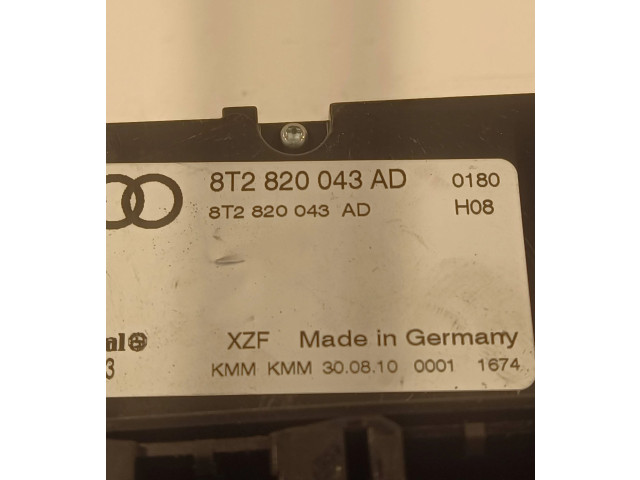 8T2 820 043 AD 0180
8T2 820 043 AD H08
XZF Made in Germany
3 KMM KMM 30.08.10 0001 1674